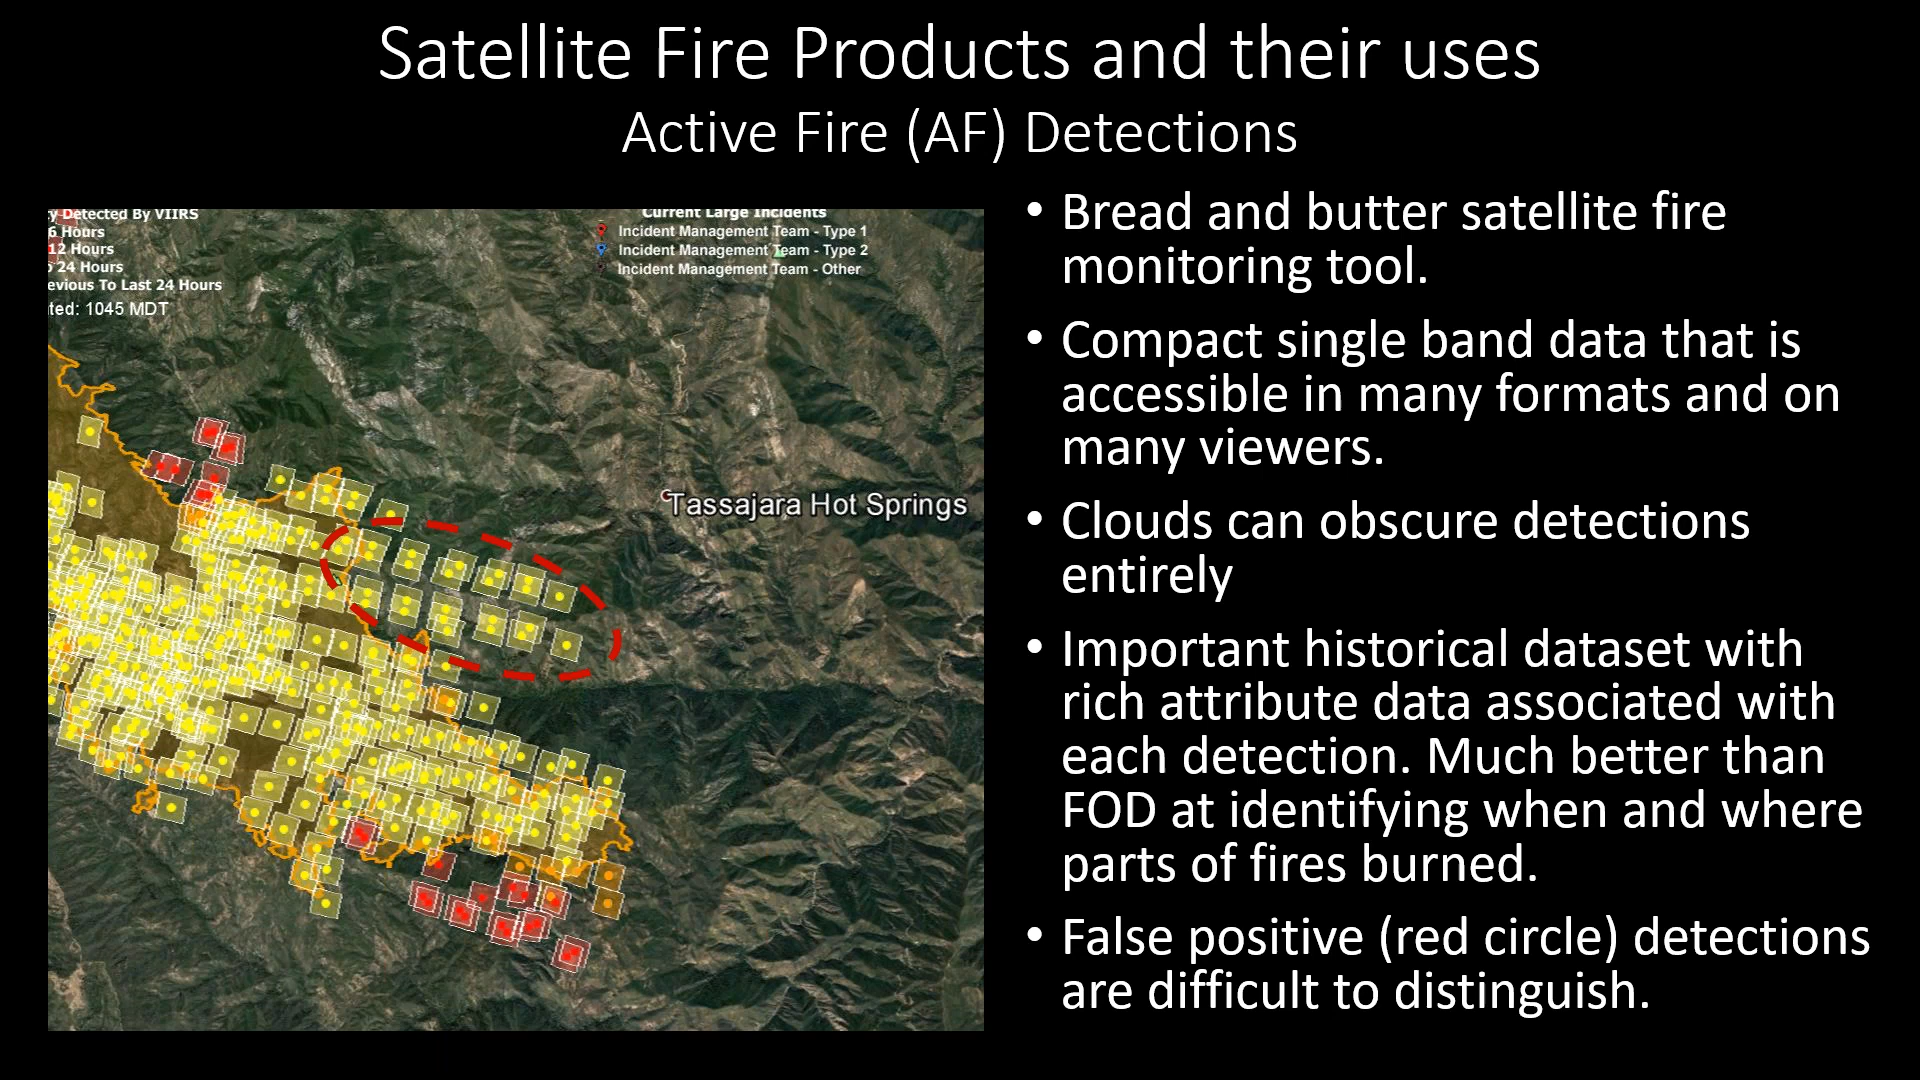 Satellite Fire Products and their uses
Active Fire (AF) Detections
y Detected By VIIRS
6 Hours
12 Hours
24 Hours
evious To Last 24 Hours
ted: 1045 MDT
Current Large Incidents
Incident Management Team - Type 1
Incident Management Team - Type 2
Incident Management Team - Other
Tassajara Hot Springs
• Bread and butter satellite fire
monitoring tool.
• Compact single band data that is
accessible in many formats and on
many viewers.
• Clouds can obscure detections
entirely
• Important historical dataset with
rich attribute data associated with
each detection. Much better than
FOD at identifying when and where
parts of fires burned.
• False positive (red circle) detections
are difficult to distinguish.